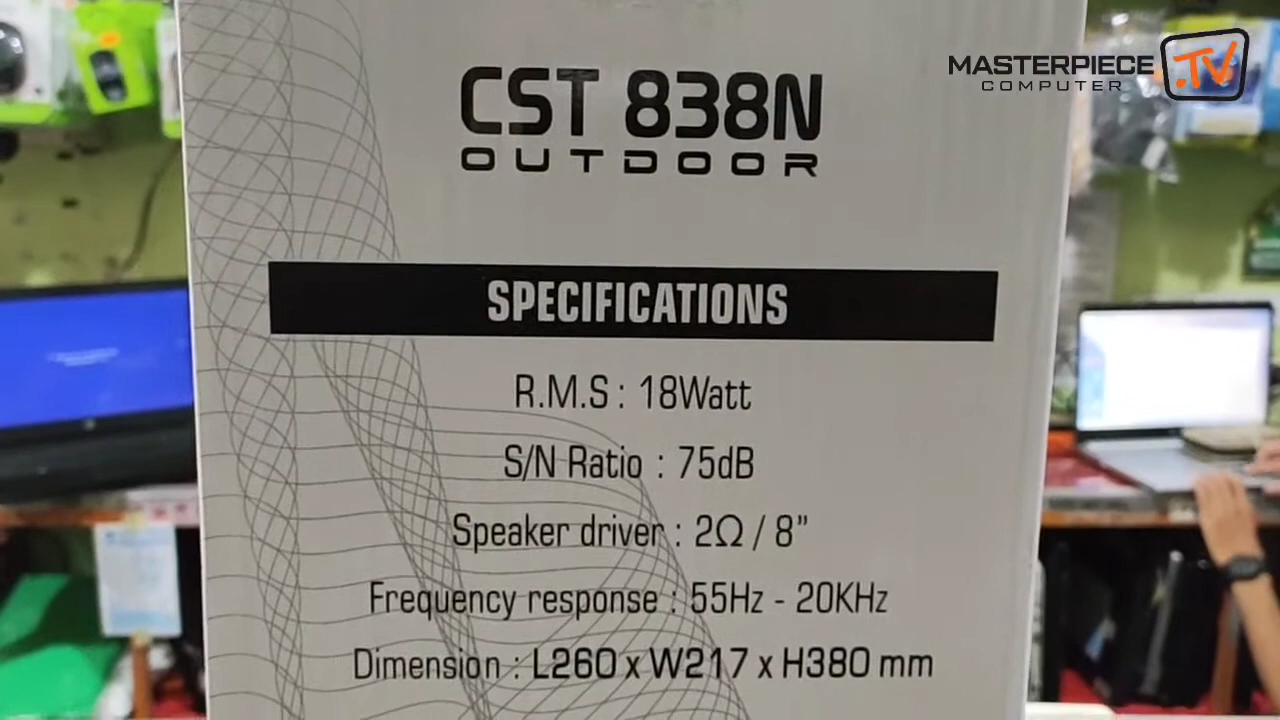 MASTERPIECE .TV
COMPUTER
CST 838N
OUTDOOR
SPECIFICATIONS
R.M.S : 18Watt
S/N Ratio : 75dB
Speaker driver : 2Ω / 8”
Frequency response : 55Hz - 20KHz
Dimension : L260 x W217 x H380 mm